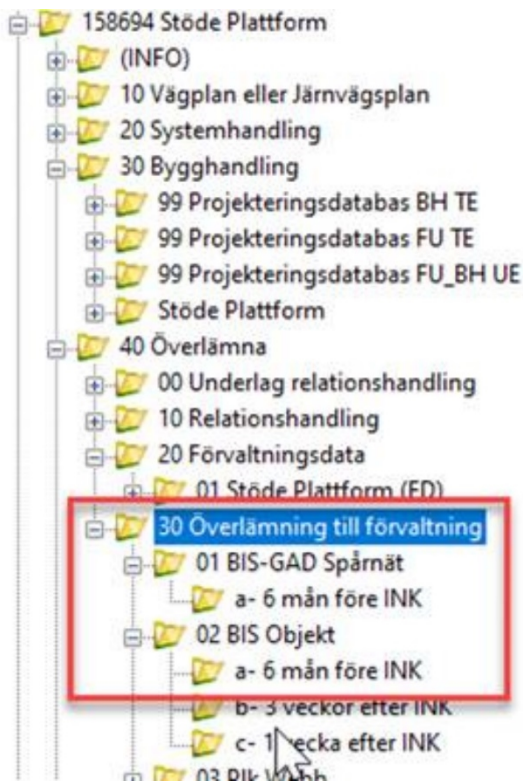 158694 Stöde Plattform
(INFO)
10 Vägplan eller Järnvägsplan
20 Systemhandling
30 Bygghandling
99 Projekteringsdatabas BH TE
99 Projekteringsdatabas FU TE
99 Projekteringsdatabas FU_BH UE
Stöde Plattform
40 Överlämna
00 Underlag relationshandling
10 Relationshandling
20 Förvaltningsdata
01 Stöde Plattform (FD)
30 Överlämning till förvaltning
01 BIS-GAD Spårnät
a- 6 mån före INK
02 BIS Objekt
a- 6 mån före INK
b- 3 veckor efter INK
c- 1 vecka efter INK
03 Plk